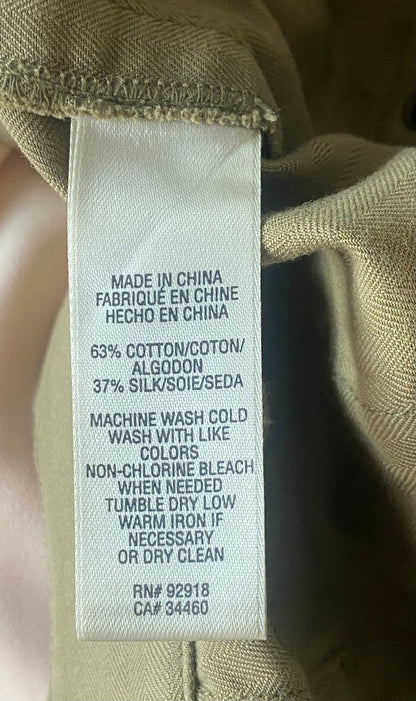 MADE IN CHINA
FABRIQUÉ EN CHINE
HECHO EN CHINA
63% COTTON/COTON/
ALGODON
37% SILK/SOIE/SEDA
MACHINE WASH COLD
WASH WITH LIKE
COLORS
NON-CHLORINE BLEACH
WHEN NEEDED
TUMBLE DRY LOW
WARM IRON IF
NECESSARY
OR DRY CLEAN
RN# 92918
CA# 34460